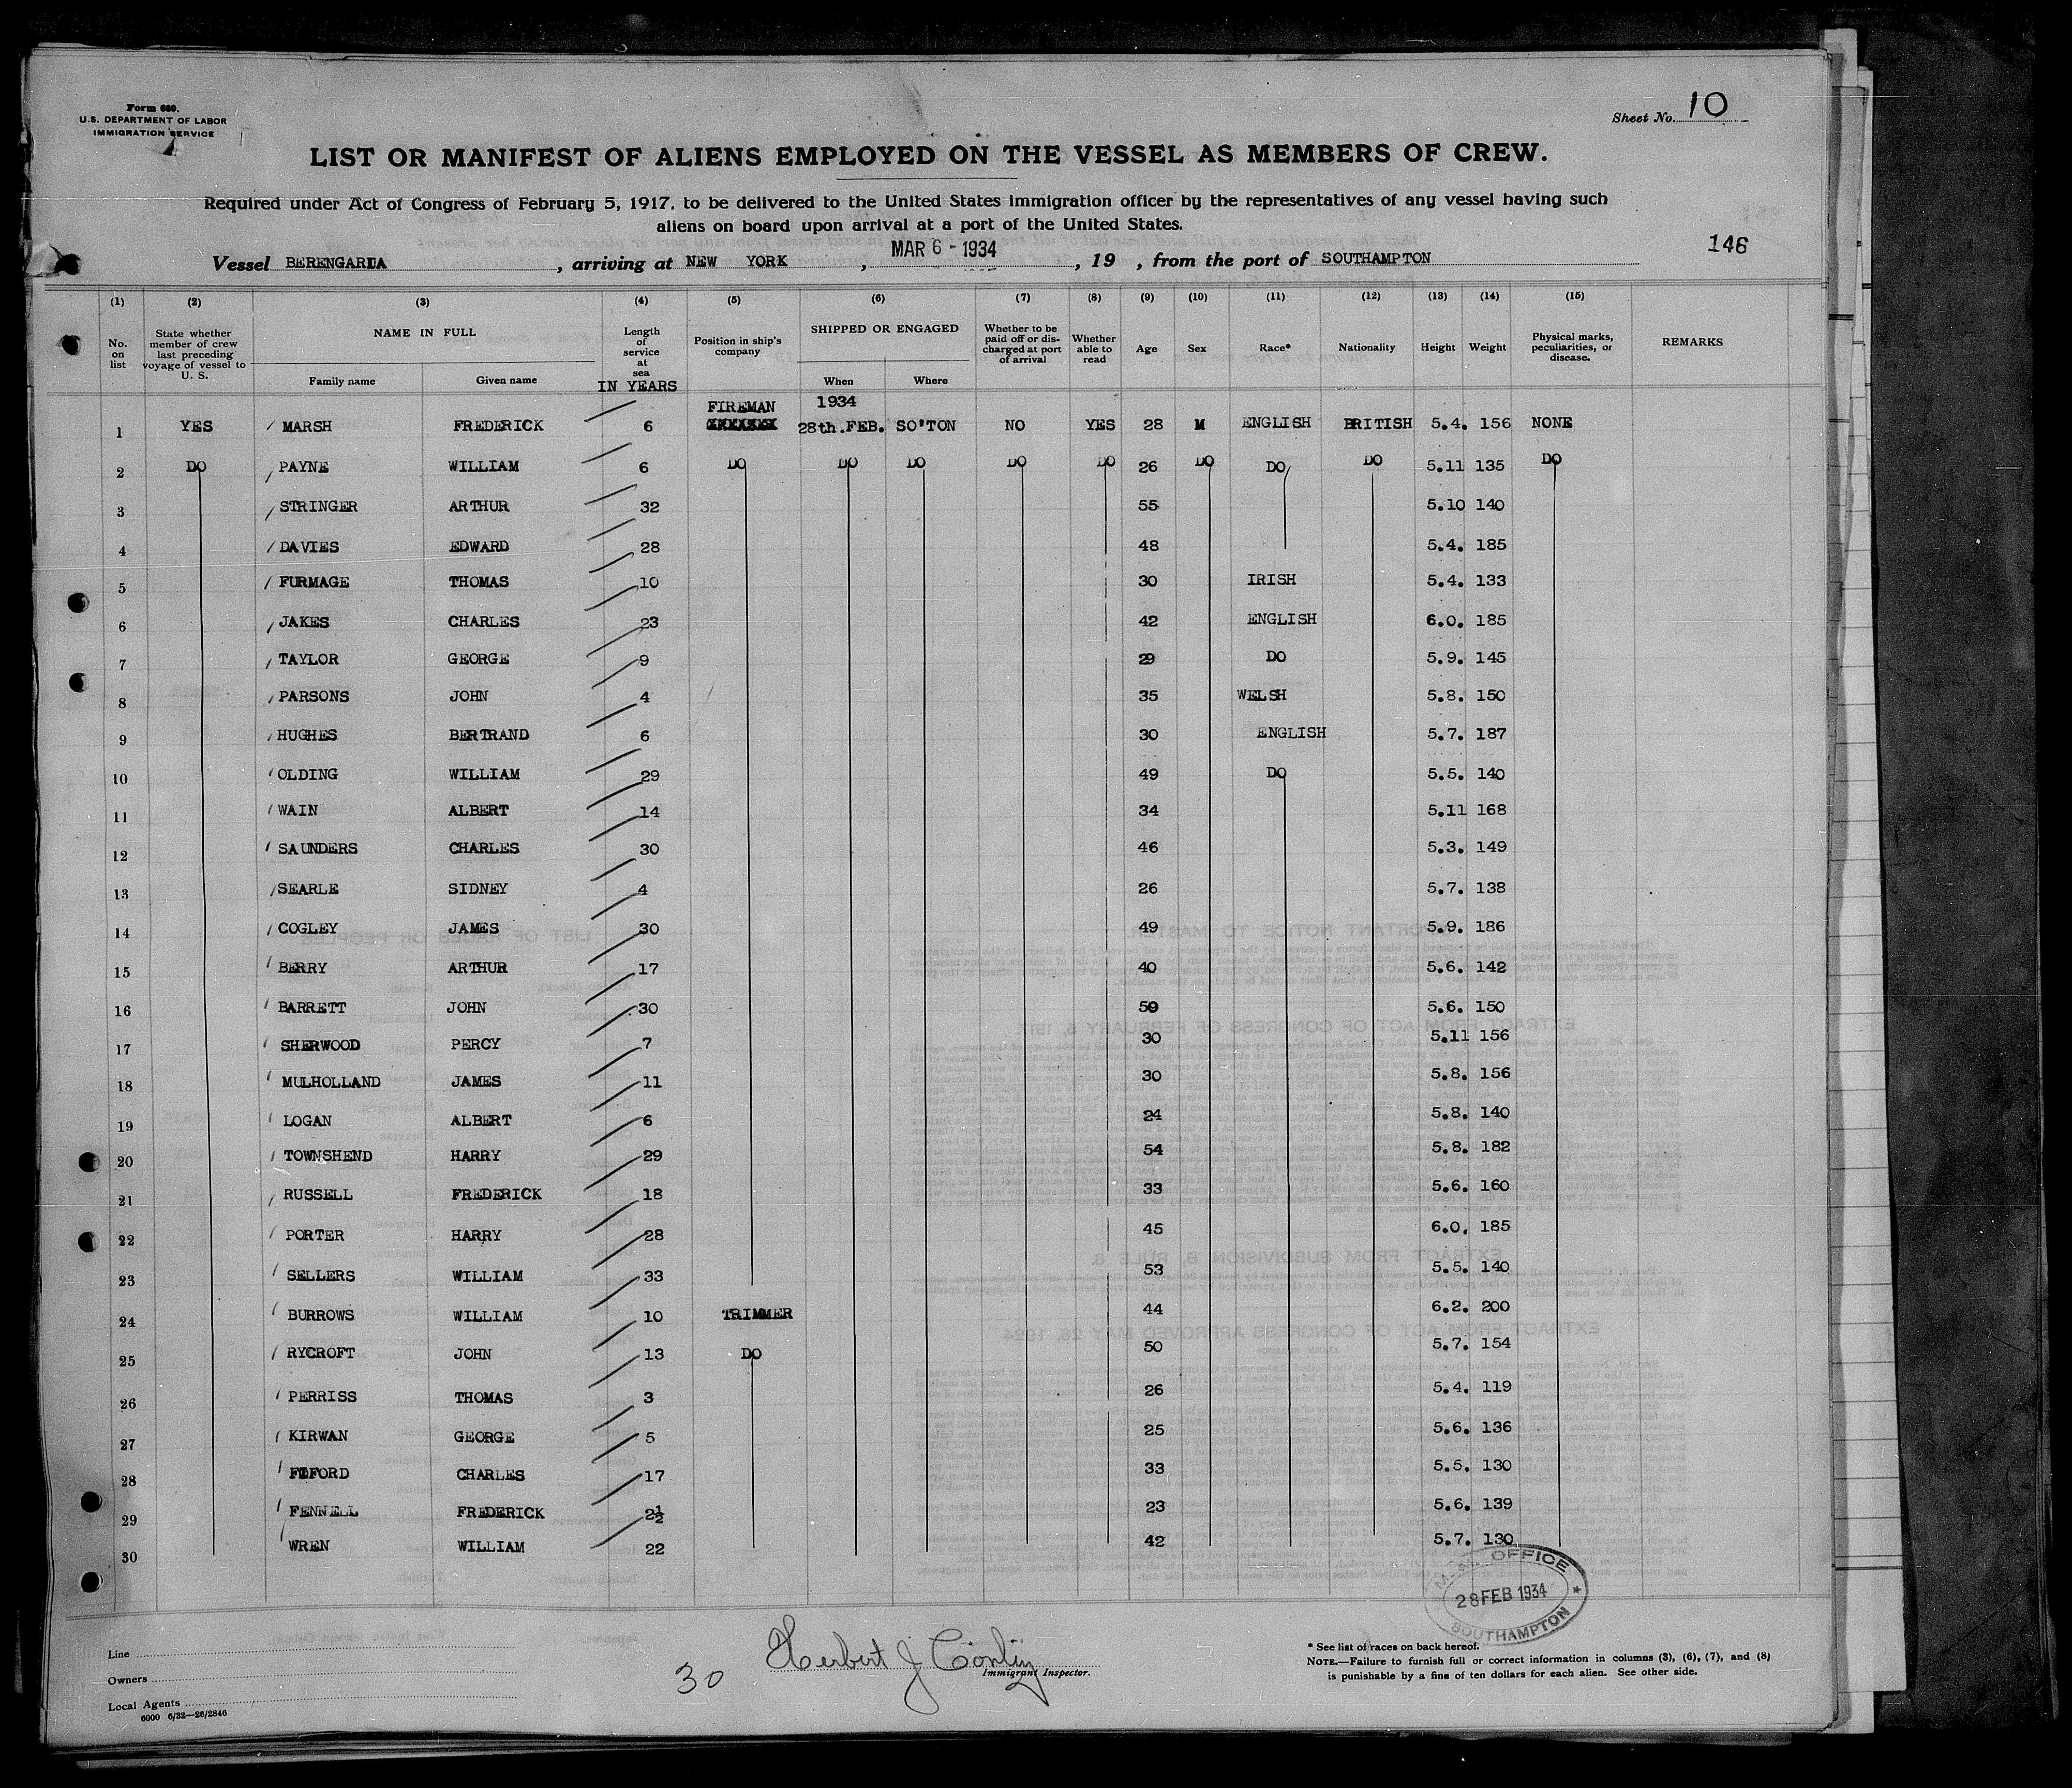 Form 689.
U.S. DEPARTMENT OF LABOR
IMMIGRATION SERVICE
Sheet No. 10
LIST OR MANIFEST OF ALIENS EMPLOYED ON THE VESSEL AS MEMBERS OF CREW.
Required under Act of Congress of February 5, 1917, to be delivered to the United States immigration officer by the representatives of any vessel having such
aliens on board upon arrival at a port of the United States.
146
Vessel BERENGARIA, arriving at NEW YORK, MAR 6 - 1934, 19 , from the port of SOUTHAMPTON
(1) (2) (3) (4) (5) (6) (7) (8) (9) (10) (11) (12) (13) (14) (15)
No. on list State whether member of crew last preceding voyage of vessel to U. S. NAME IN FULL Family name Given name Length of service at sea IN YEARS Position in ship's company SHIPPED OR ENGAGED When Where Whether to be paid off or discharged at port of arrival Whether able to read Age Sex Race* Nationality Height Weight Physical marks, peculiarities, or disease. REMARKS
1 YES MARSH FREDERICK 6 FIREMAN 1934 28th.FEB. SO'TON NO YES 28 M ENGLISH BRITISH 5.4. 156 NONE
2 DO PAYNE WILLIAM 6 DO DO DO DO DO 26 DO DO DO 5.11 135 DO
3 STRINGER ARTHUR 32 55 5.10 140
4 DAVIES EDWARD 28 48 5.4. 185
5 FURMAGE THOMAS 10 30 IRISH 5.4. 133
6 JAKES CHARLES 23 42 ENGLISH 6.0. 185
7 TAYLOR GEORGE 9 29 DO 5.9. 145
8 PARSONS JOHN 4 35 WELSH 5.8. 150
9 HUGHES BERTRAND 6 30 ENGLISH 5.7. 187
10 OLDING WILLIAM 29 49 DO 5.5. 140
11 WAIN ALBERT 14 34 5.11 168
12 SAUNDERS CHARLES 30 46 5.3. 149
13 SEARLE SIDNEY 4 26 5.7. 138
14 COGLEY JAMES 30 49 5.9. 186
15 BERRY ARTHUR 17 40 5.6. 142
16 BARRETT JOHN 30 50 5.6. 150
17 SHERWOOD PERCY 7 30 5.11 156
18 MULHOLLAND JAMES 11 30 5.8. 156
19 LOGAN ALBERT 6 24 5.8. 140
20 TOWNSHEND HARRY 29 54 5.8. 182
21 RUSSELL FREDERICK 18 33 5.6. 160
22 PORTER HARRY 28 45 6.0. 185
23 SELLERS WILLIAM 33 53 5.5. 140
24 BURROWS WILLIAM 10 TRIMMER 44 6.2. 200
25 RYCROFT JOHN 13 DO 50 5.7. 154
26 PERRISS THOMAS 3 26 5.4. 119
27 KIRWAN GEORGE 5 25 5.6. 136
28 CHARLES 17 33 5.5. 130
29 FENNELL FREDERICK 2½ 23 5.6. 139
30 WREN WILLIAM 22 42 5.7. 130
OFFICE
28 FEB 1934
SOUTHAMPTON
Line
Owners
Local Agents
6000 6/32—26/2846
30
Herbert J
Immigrant Inspector.
* See list of races on back hereof.
NOTE.—Failure to furnish full or correct information in columns (3), (6), (7), and (8)
is punishable by a fine of ten dollars for each alien. See other side.